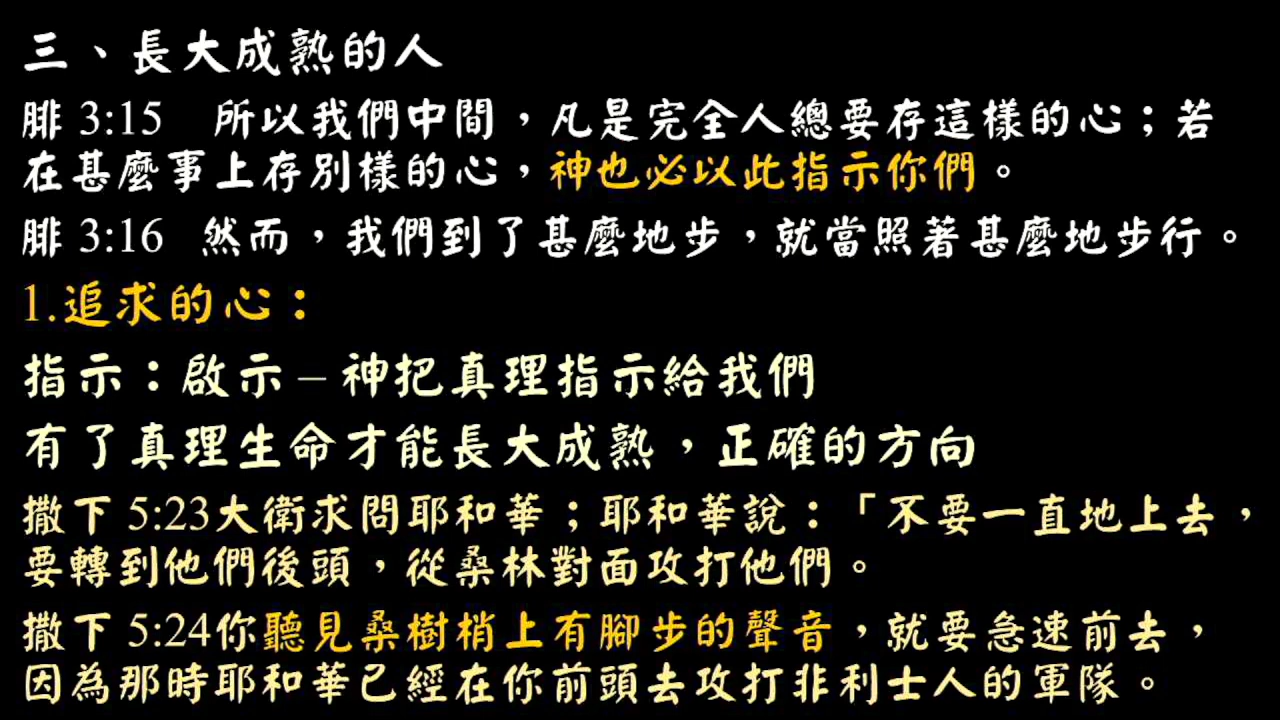 三、長大成熟的人
腓 3:15 所以我們中間，凡是完全人總要存這樣的心；若
在甚麼事上存別樣的心，神也必以此指示你們。
腓 3:16 然而，我們到了甚麼地步，就當照著甚麼地步行。
1.追求的心：
指示：啟示–神把真理指示給我們
有了真理生命才能長大成熟，正確的方向
撒下 5:23大衛求問耶和華；耶和華說：「不要一直地上去，
要轉到他們後頭，從桑林對面攻打他們。
撒下 5:24你聽見桑樹梢上有腳步的聲音，就要急速前去，
因為那時耶和華已經在你前頭去攻打非利士人的軍隊。